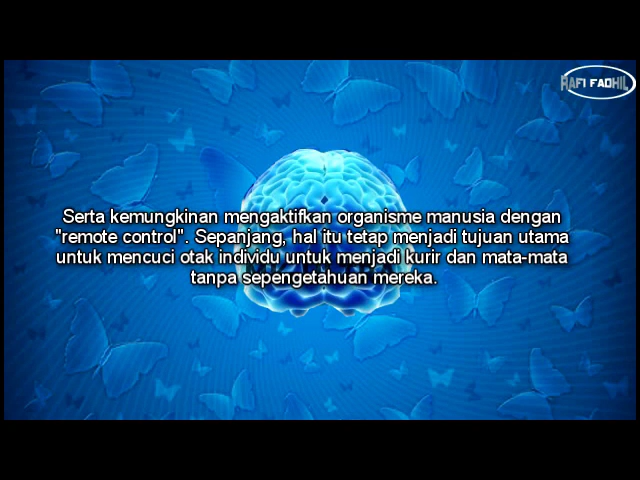 RAFI FADHIL
Serta kemungkinan mengaktifkan organisme manusia dengan
"remote control". Sepanjang, hal itu tetap menjadi tujuan utama
untuk mencuci otak individu untuk menjadi kurir dan mata-mata
tanpa sepengetahuan mereka.